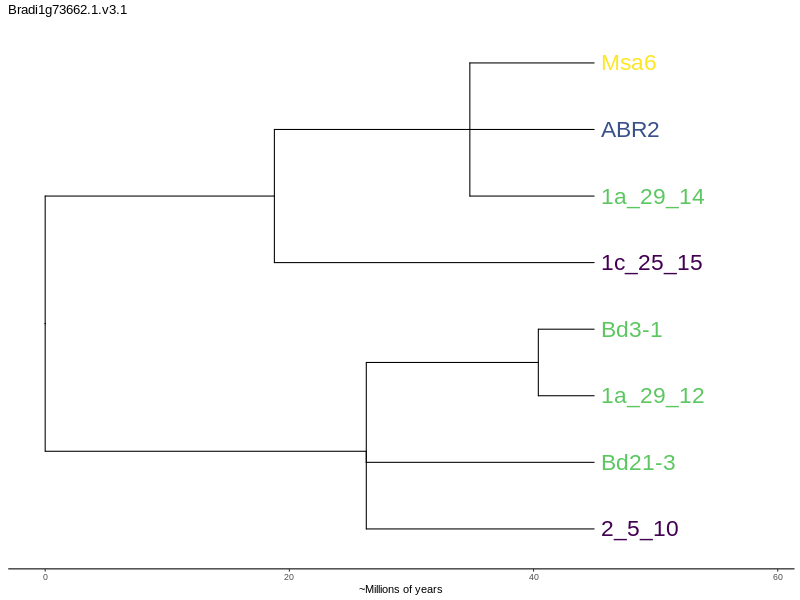 Bradi1g73662.1.v3.1
Msa6
ABR2
1a_29_14
1c_25_15
Bd3-1
1a_29_12
Bd21-3
2_5_10
0 20 40 60
~Millions of years